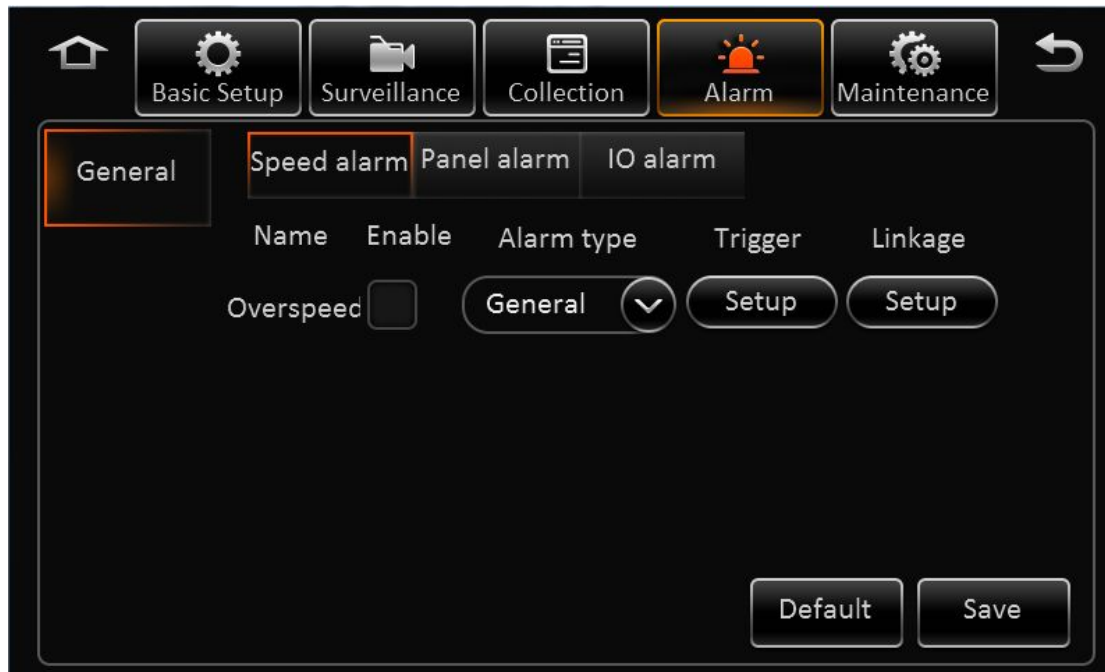 Basic Setup Surveillance Collection Alarm Maintenance
General Speed alarm Panel alarm IO alarm
Name Enable Alarm type Trigger Linkage
Overspeed General Setup Setup
Default Save